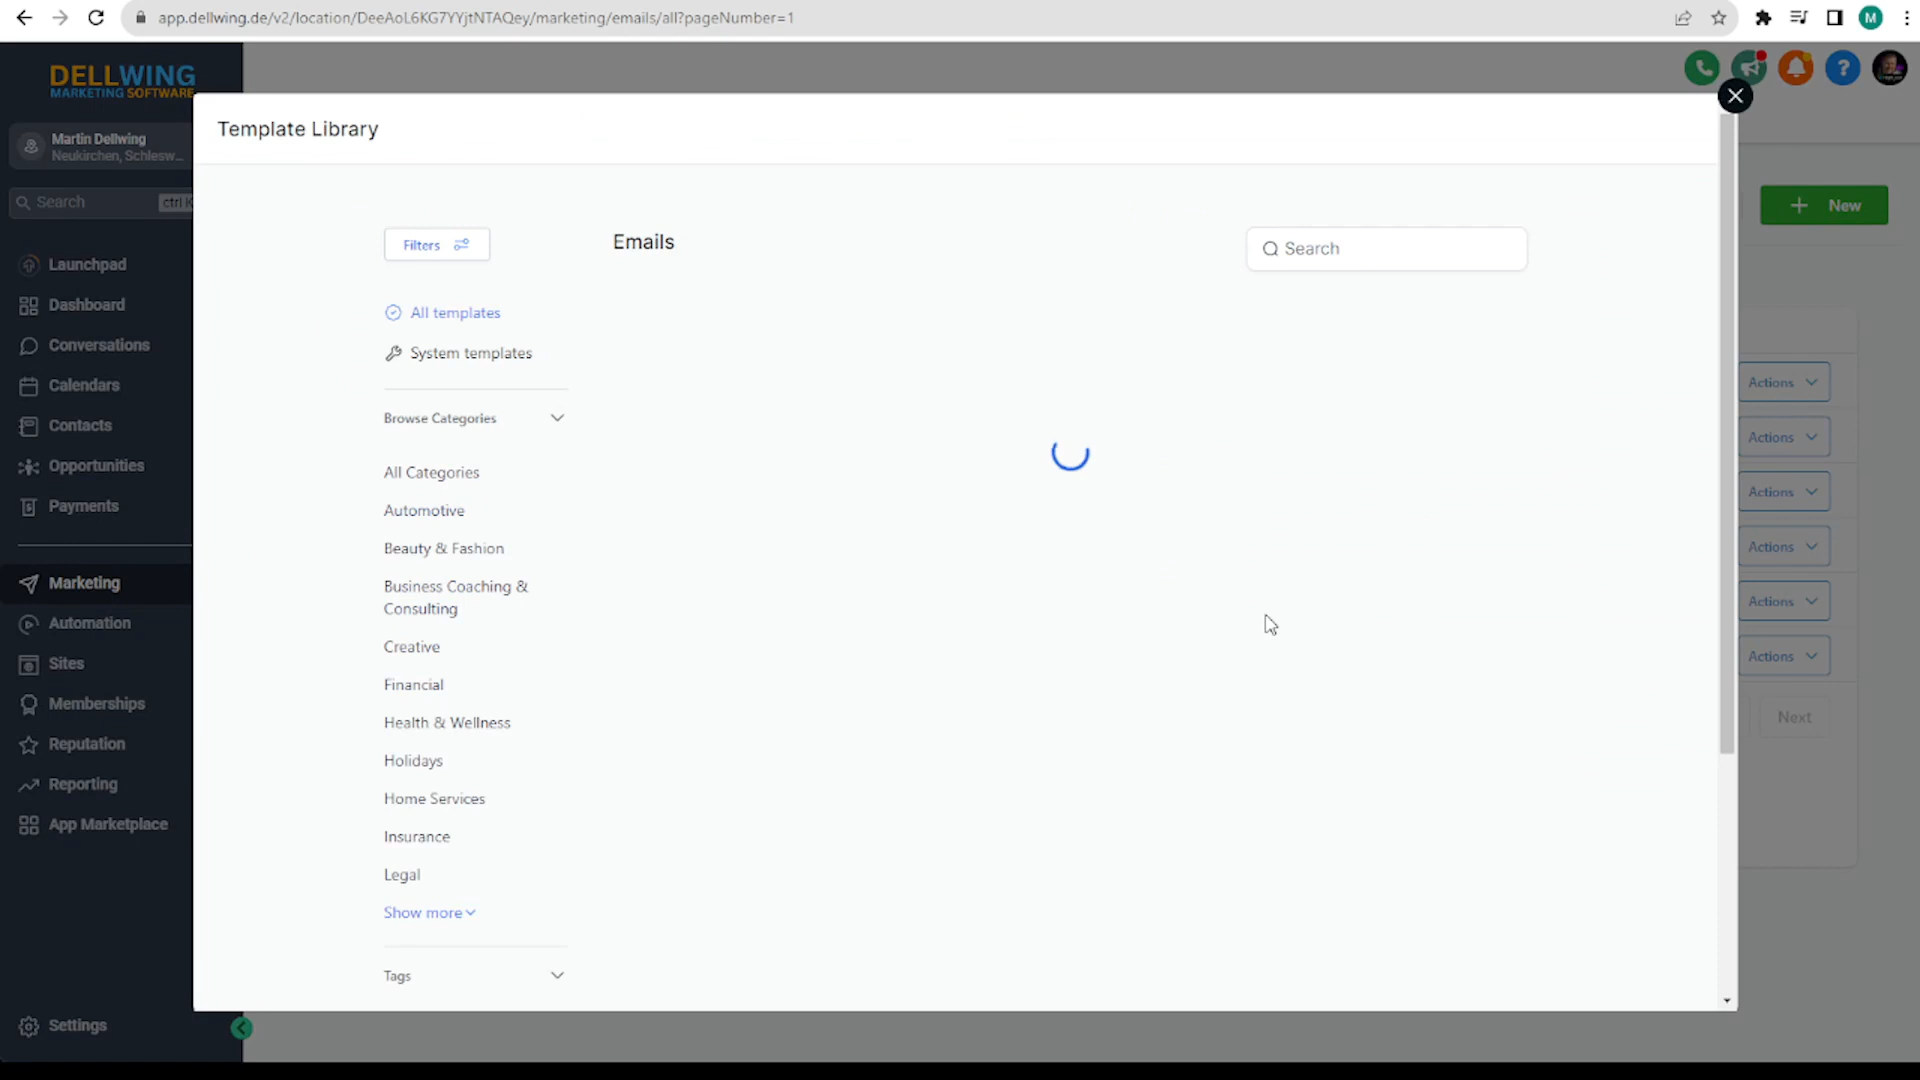 app.dellwing.de/v2/location/DeeAoL6KG7YYjtNTAQey/marketing/emails/all?pageNumber=1
M
DELLWING
MARKETING SOFTWARE
Martin Dellwing
Neukirchen, Schlesw...
Search
ctrl K
Launchpad
Dashboard
Conversations
Calendars
Contacts
Opportunities
Payments
Marketing
Automation
Sites
Memberships
Reputation
Reporting
App Marketplace
Settings
Template Library
Filters
Emails
Search
All templates
System templates
Browse Categories
All Categories
Automotive
Beauty & Fashion
Business Coaching &
Consulting
Creative
Financial
Health & Wellness
Holidays
Home Services
Insurance
Legal
Show more
Tags
?
+ New
Actions
Actions
Actions
Actions
Actions
Actions
Next